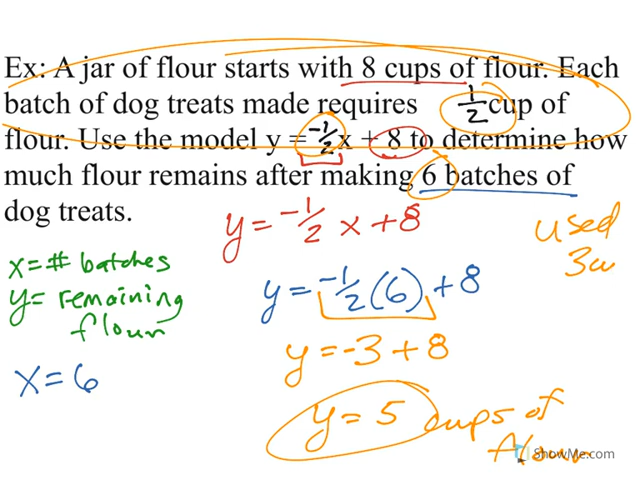 Ex: A jar of flour starts with 8 cups of flour. Each
batch of dog treats made requires 1/2 cup of
flour. Use the model y = -1/2 x + 8 to determine how
much flour remains after making 6 batches of
dog treats.
y = -1/2 x + 8
used
3c
x = # batches
y = remaining
flour
y = -1/2 (6) + 8
y = -3 + 8
x = 6
y = 5 cups of
flour
ShowMe.com